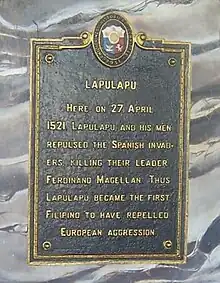 LAPULAPU
HERE ON 27 APRIL
1521 LAPULAPU AND HIS MEN
REPULSED THE SPANISH INVAD-
ERS, KILLING THEIR LEADER
FERDINAND MAGELLAN. THUS
LAPULAPU BECAME THE FIRST
FILIPINO TO HAVE REPELLED
EUROPEAN AGGRESSION